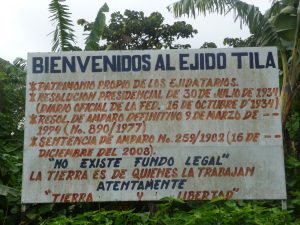 BIENVENIDOS AL EJIDO TILA
*PATRIMONIO PROPIO DE LOS EJIDATARIOS.
*RESOLUCION PRESIDENCIAL DE 30 DE JULIO DE 1934
(DIARIO OFICIAL DE LA FED. 16 DE OCTUBRE D'1934)
*RESOL. DE AMPARO DEFINITIVO 9 DE MARZO DE --
1994 (No. 890/1977)
*SENTENCIA DE AMPARO No. 259/1982 (16 DE --
DICIEMBRE DEL 2008).
"NO EXISTE FUNDO LEGAL"
LA TIERRA ES DE QUIENES LA TRABAJAN
ATENTAMENTE
"TIERRA Y LIBERTAD"